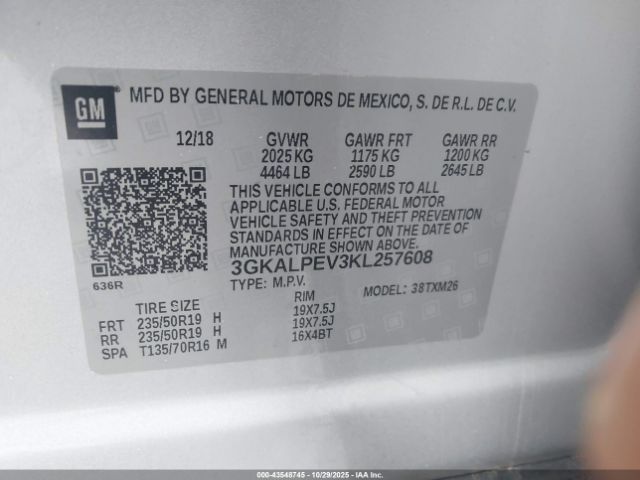 GM
MFD BY GENERAL MOTORS DE MEXICO, S. DE R.L. DE C.V.
12/18 GVWR GAWR FRT GAWR RR
2025 KG 1175 KG 1200 KG
4464 LB 2590 LB 2645 LB
THIS VEHICLE CONFORMS TO ALL
APPLICABLE U.S. FEDERAL MOTOR
VEHICLE SAFETY AND THEFT PREVENTION
STANDARDS IN EFFECT ON THE DATE OF
MANUFACTURE SHOWN ABOVE.
3GKALPEV3KL257608
636R
TYPE: M.P.V. MODEL: 38TXM26
TIRE SIZE RIM
FRT 235/50R19 H 19X7.5J
RR 235/50R19 H 19X7.5J
SPA T135/70R16 M 16X4BT
000-43548745 - 10/29/2025 - IAA, Inc.